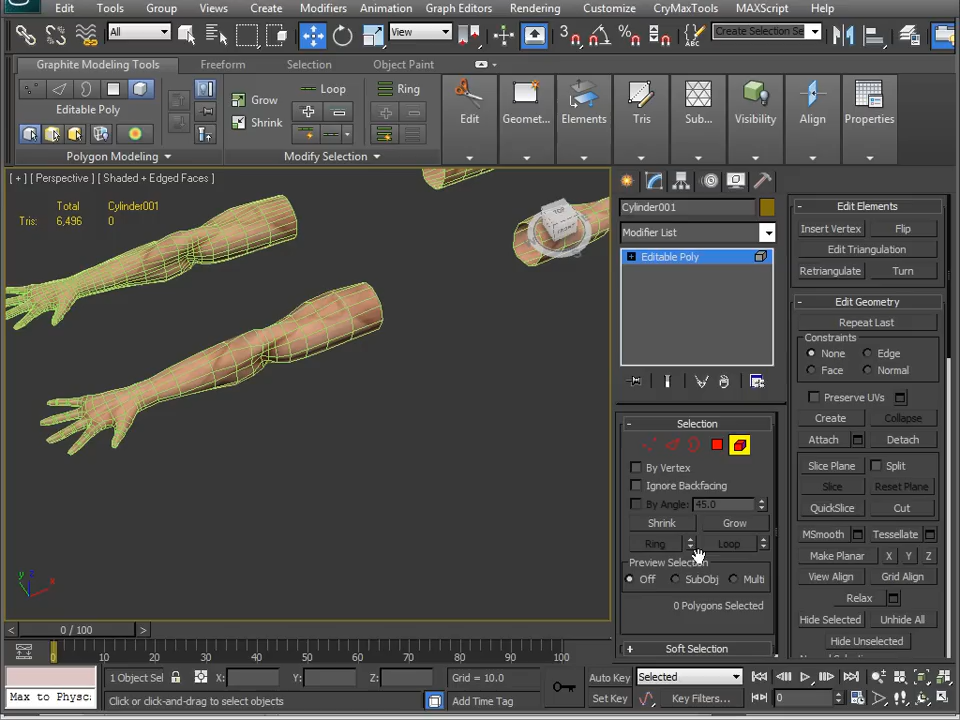 Edit Tools Group Views Create Modifiers Animation Graph Editors Rendering Customize CryMaxTools MAXScript Help
All View Create Selection Se
Graphite Modeling Tools Freeform Selection Object Paint
Grow Loop Ring
Editable Poly Shrink Edit Geomet... Elements Tris Sub... Visibility Align Properties
Polygon Modeling Modify Selection
[ + ] [ Perspective ] [ Shaded + Edged Faces ]
Total Cylinder001
Tris: 6,496 0
TOP
FRONT
Cylinder001
Modifier List
Editable Poly
Selection
By Vertex
Ignore Backfacing
By Angle: 45.0
Shrink Grow
Ring Loop
Preview Selection
Off SubObj Multi
0 Polygons Selected
Soft Selection
Edit Elements
Insert Vertex Flip
Edit Triangulation
Retriangulate Turn
Edit Geometry
Repeat Last
Constraints
None Edge
Face Normal
Preserve UVs
Create Collapse
Attach Detach
Slice Plane Split
Slice Reset Plane
QuickSlice Cut
MSmooth Tessellate
Make Planar X Y Z
View Align Grid Align
Relax
Hide Selected Unhide All
Hide Unselected
z
y
x
0 / 100
0 10 20 30 40 50 60 70 80 90 100
1 Object Sel X: Y: Z: Grid = 10.0 Auto Key Selected
Max to Physc: Click or click-and-drag to select objects Add Time Tag Set Key Key Filters... 0